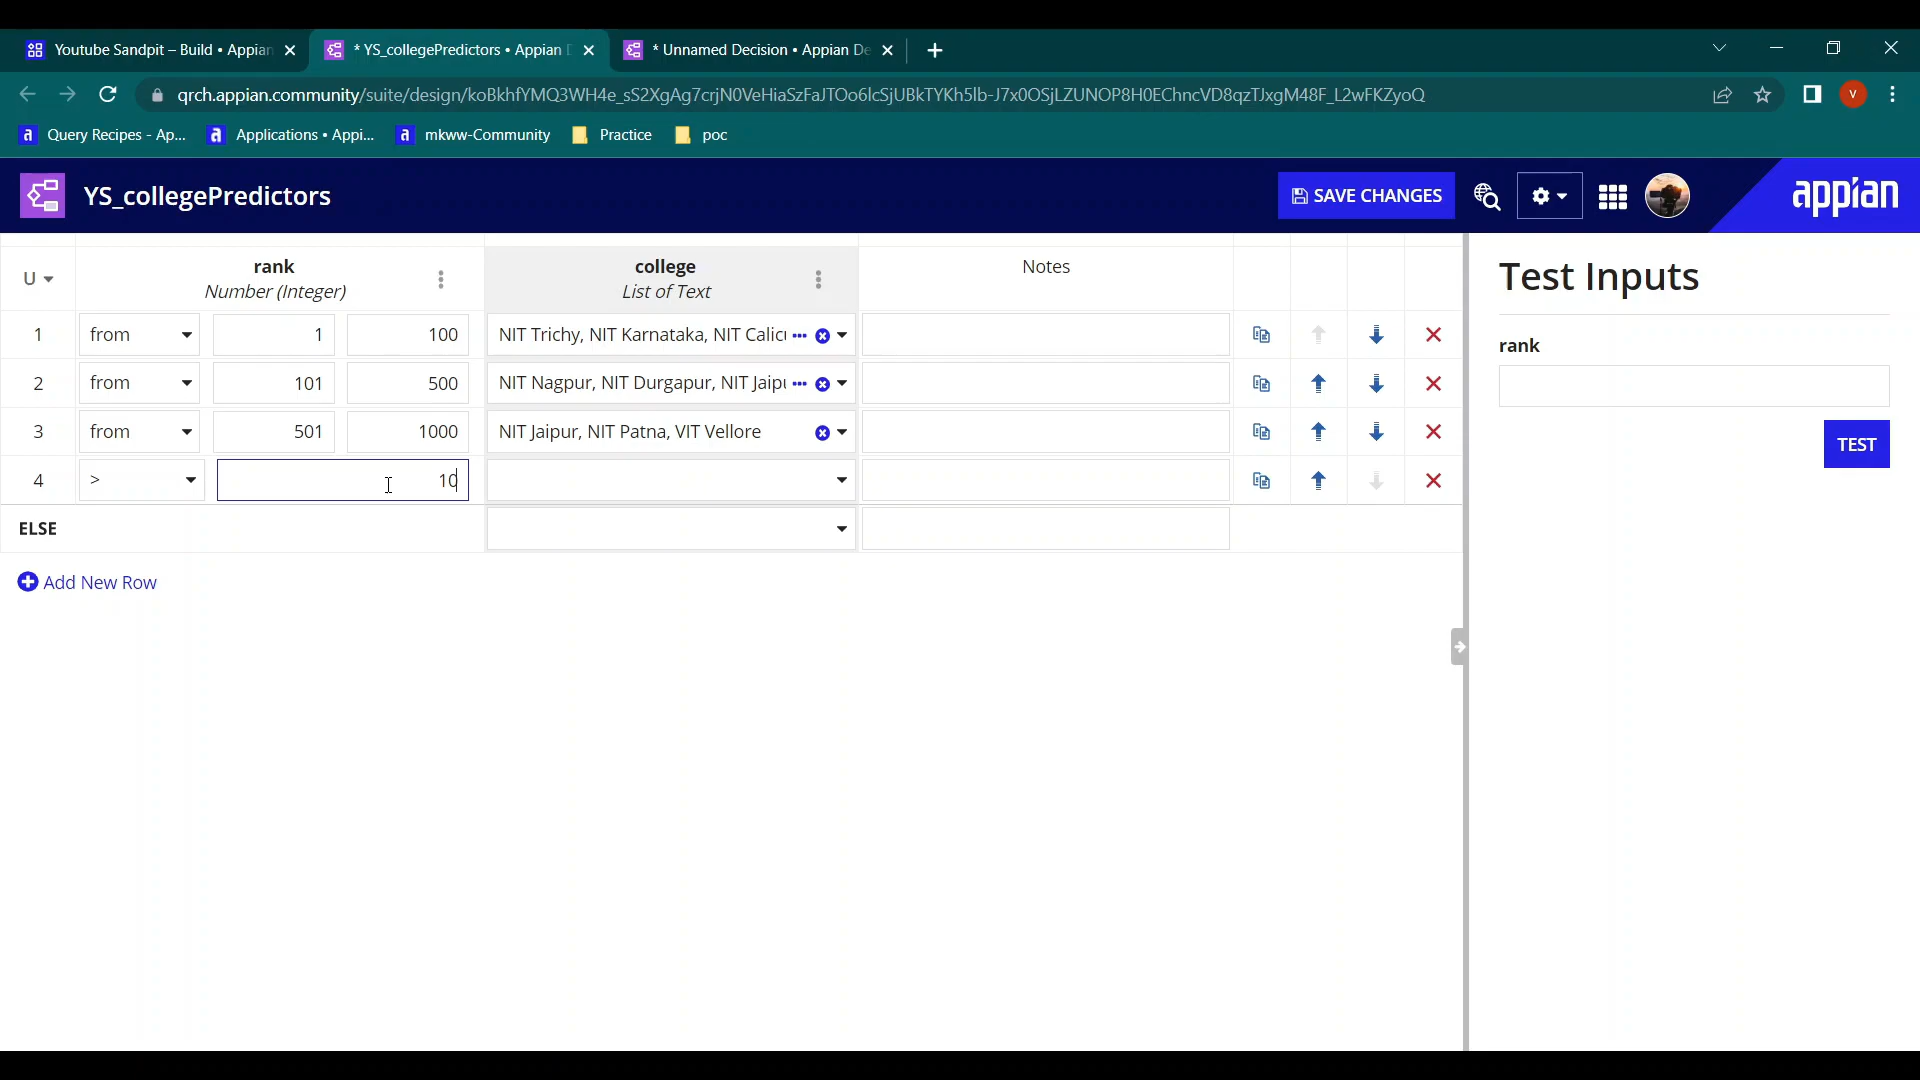 Youtube Sandpit – Build • Appian
* YS_collegePredictors • Appian D
* Unnamed Decision • Appian De
qrch.appian.community/suite/design/koBkhfYMQ3WH4e_sS2XgAg7crjN0VeHiaSzFaJTOo6lcSjUBkTYKh5lb-J7x0OSjLZUNOP8H0EChncVD8qzTJxgM48F_L2wFKZyoQ
V
Query Recipes - Ap...
Applications • Appi...
mkww-Community
Practice
poc
YS_collegePredictors
SAVE CHANGES
appian
U
rank
Number (Integer)
college
List of Text
Notes
1 from 1 100 NIT Trichy, NIT Karnataka, NIT Calicu
2 from 101 500 NIT Nagpur, NIT Durgapur, NIT Jaipu
3 from 501 1000 NIT Jaipur, NIT Patna, VIT Vellore
4 > 10
ELSE
Add New Row
Test Inputs
rank
TEST